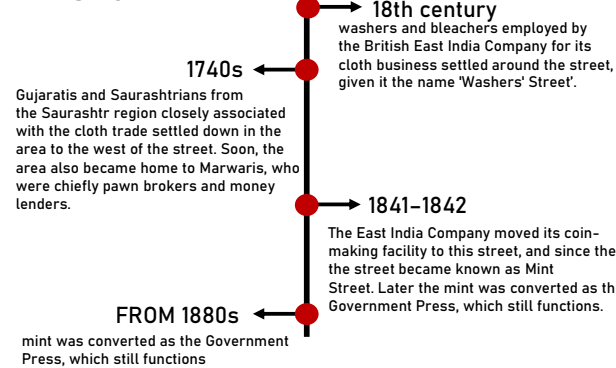 18th century
washers and bleachers employed by
the British East India Company for its
cloth business settled around the street,
given it the name 'Washers' Street'.
1740s
Gujaratis and Saurashtrians from
the Saurashtr region closely associated
with the cloth trade settled down in the
area to the west of the street. Soon, the
area also became home to Marwaris, who
were chiefly pawn brokers and money
lenders.
1841–1842
The East India Company moved its coin-
making facility to this street, and since the
the street became known as Mint
Street. Later the mint was converted as th
Government Press, which still functions.
FROM 1880s
mint was converted as the Government
Press, which still functions